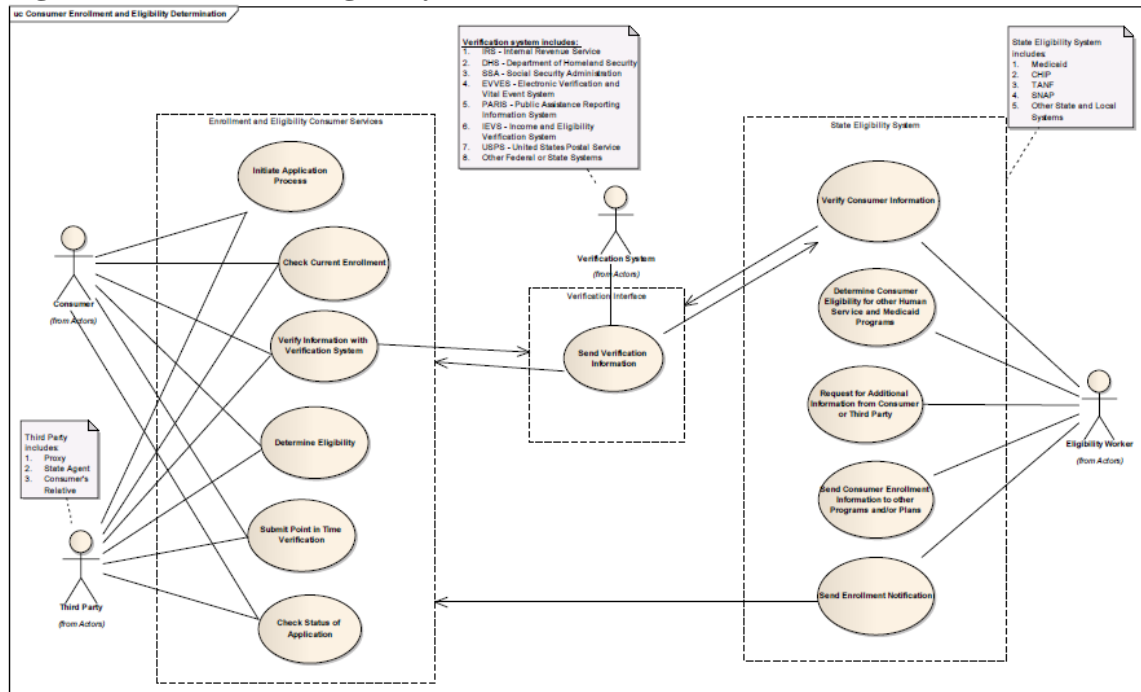 uc Consumer Enrollment and Eligibility Determination
Verification system includes:
1. IRS - Internal Revenue Service
2. DHS - Department of Homeland Security
3. SSA - Social Security Administration
4. EVVES - Electronic Verification and
Vital Event System
5. PARIS - Public Assistance Reporting
Information System
6. IEVS - Income and Eligibility
Verification System
7. USPS - United States Postal Service
8. Other Federal or State Systems
State Eligibility System
includes:
1. Medicaid
2. CHIP
3. TANF
4. SNAP
5. Other State and Local
Systems
Enrollment and Eligibility Consumer Services
Initiate Application
Process
Check Current Enrollment
Verify Information with
Verification System
Determine Eligibility
Submit Point in Time
Verification
Check Status of
Application
Consumer
(from Actors)
Third Party
includes:
1. Proxy
2. State Agent
3. Consumer's
Relative
Third Party
(from Actors)
Verification System
(from Actors)
Verification Interface
Send Verification
Information
State Eligibility System
Verify Consumer Information
Determine Consumer
Eligibility for other Human
Service and Medicaid
Programs
Request for Additional
Information from Consumer
or Third Party
Send Consumer Enrollment
Information to other
Programs and/or Plans
Send Enrollment Notification
Eligibility Worker
(from Actors)